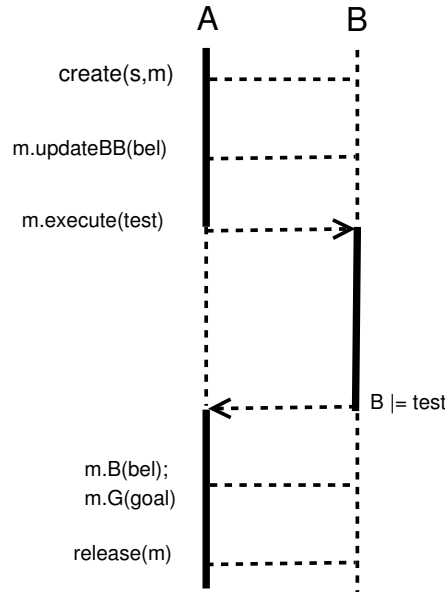 A B
create(s,m)
m.updateBB(bel)
m.execute(test)
B |= test
m.B(bel);
m.G(goal)
release(m)